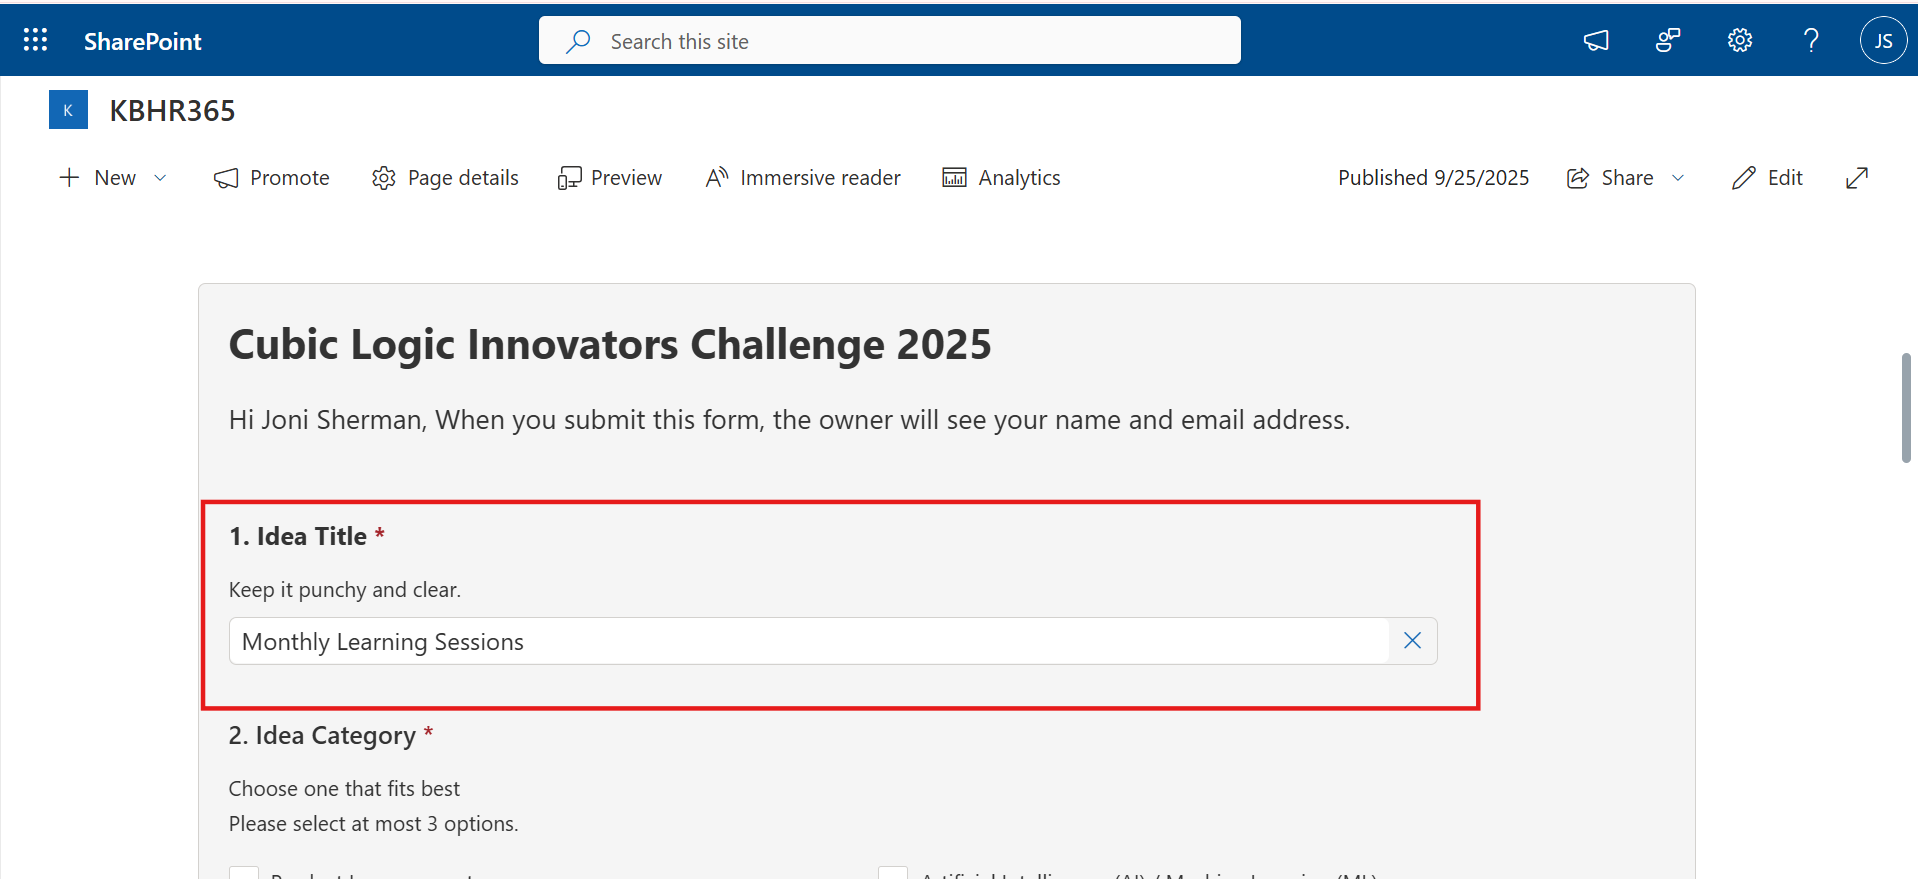 SharePoint
Search this site
JS
K
KBHR365
New
Promote
Page details
Preview
Immersive reader
Analytics
Published 9/25/2025
Share
Edit
Cubic Logic Innovators Challenge 2025
Hi Joni Sherman, When you submit this form, the owner will see your name and email address.
1. Idea Title *
Keep it punchy and clear.
Monthly Learning Sessions
2. Idea Category *
Choose one that fits best
Please select at most 3 options.